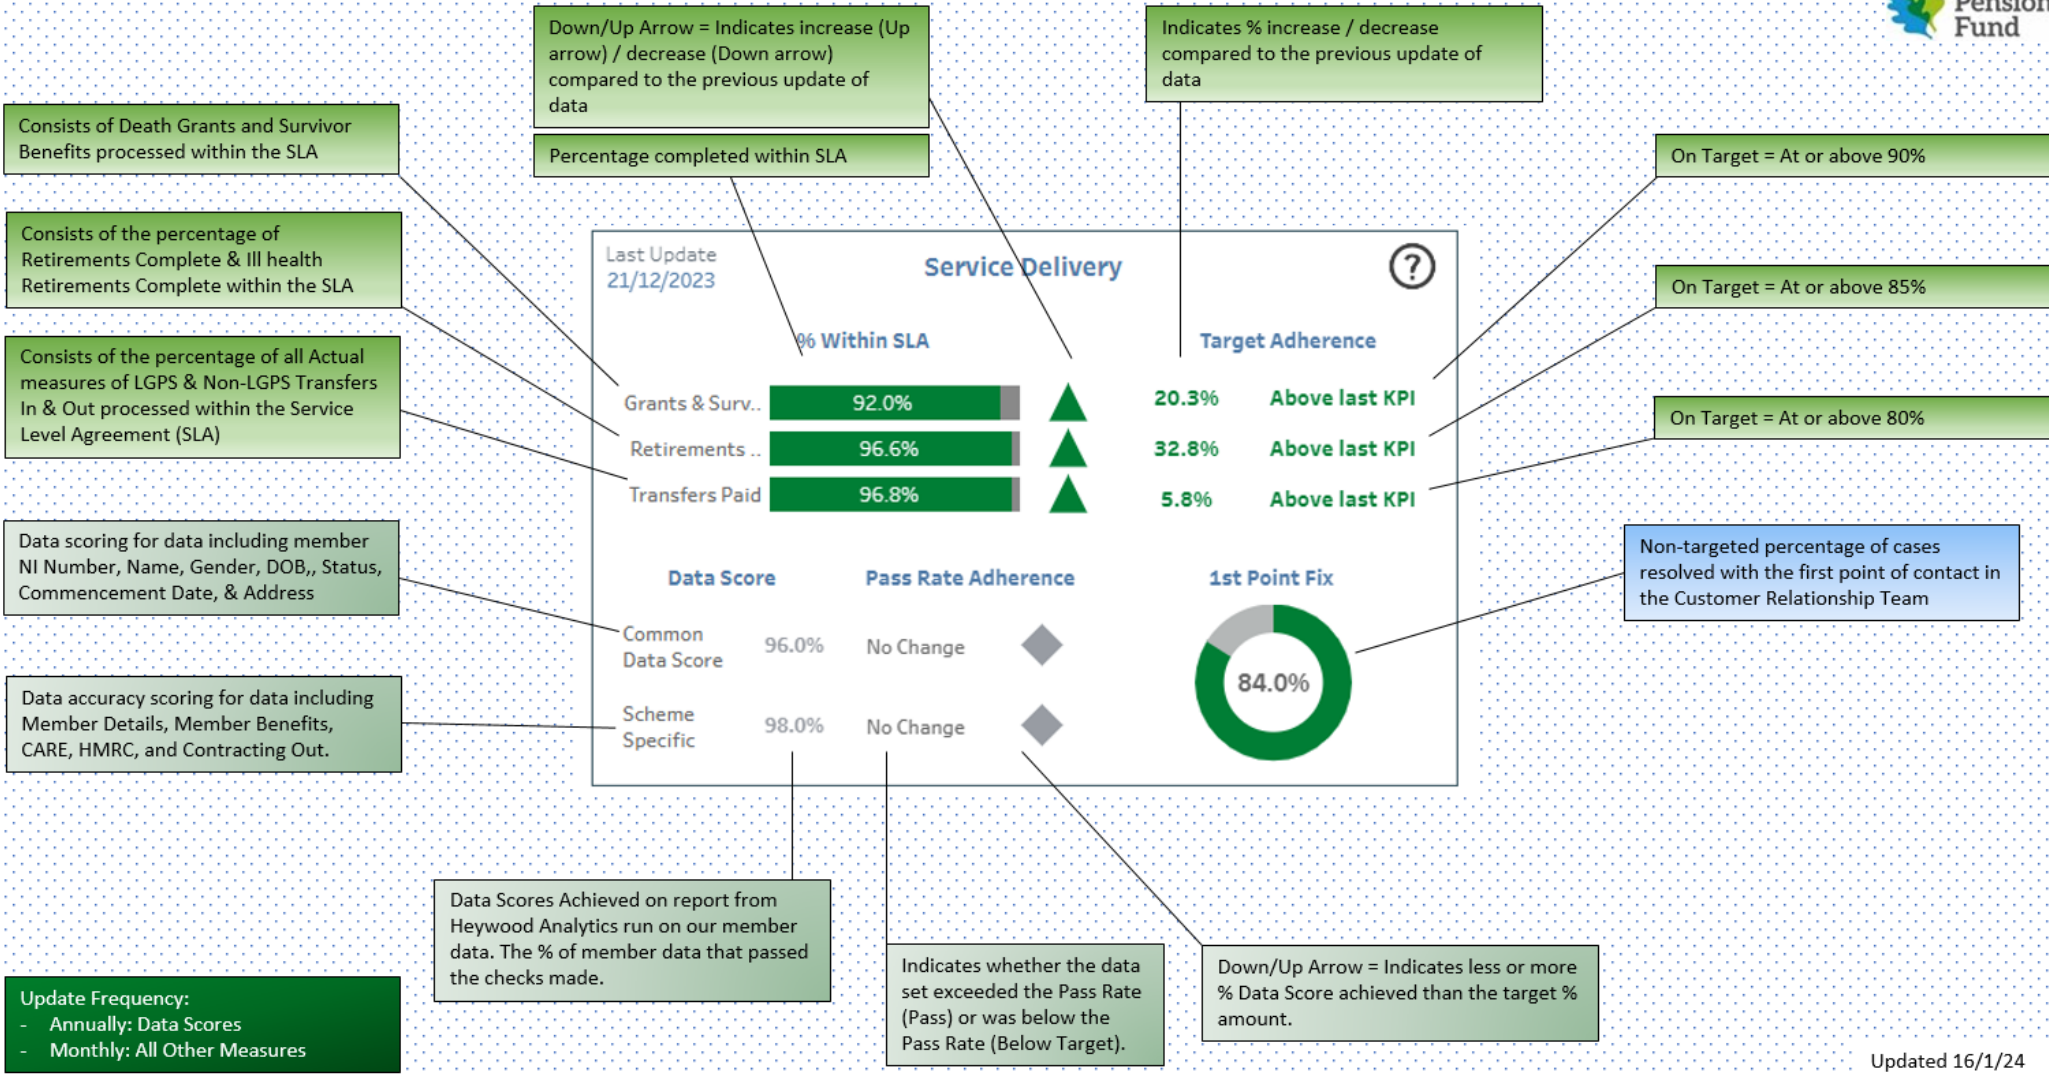 Pension
Fund
Down/Up Arrow = Indicates increase (Up
arrow) / decrease (Down arrow)
compared to the previous update of
data
Indicates % increase / decrease
compared to the previous update of
data
Percentage completed within SLA
Consists of Death Grants and Survivor
Benefits processed within the SLA
On Target = At or above 90%
Consists of the percentage of
Retirements Complete & Ill health
Retirements Complete within the SLA
On Target = At or above 85%
Consists of the percentage of all Actual
measures of LGPS & Non-LGPS Transfers
In & Out processed within the Service
Level Agreement (SLA)
On Target = At or above 80%
Last Update
21/12/2023
Service Delivery
?
% Within SLA
Target Adherence
Grants & Surv.. 92.0% 20.3% Above last KPI
Retirements .. 96.6% 32.8% Above last KPI
Transfers Paid 96.8% 5.8% Above last KPI
Data Score
Pass Rate Adherence
1st Point Fix
Common
Data Score
96.0%
No Change
Scheme
Specific
98.0%
No Change
84.0%
Data scoring for data including member
NI Number, Name, Gender, DOB,, Status,
Commencement Date, & Address
Non-targeted percentage of cases
resolved with the first point of contact in
the Customer Relationship Team
Data accuracy scoring for data including
Member Details, Member Benefits,
CARE, HMRC, and Contracting Out.
Data Scores Achieved on report from
Heywood Analytics run on our member
data. The % of member data that passed
the checks made.
Indicates whether the data
set exceeded the Pass Rate
(Pass) or was below the
Pass Rate (Below Target).
Down/Up Arrow = Indicates less or more
% Data Score achieved than the target %
amount.
Update Frequency:
- Annually: Data Scores
- Monthly: All Other Measures
Updated 16/1/24